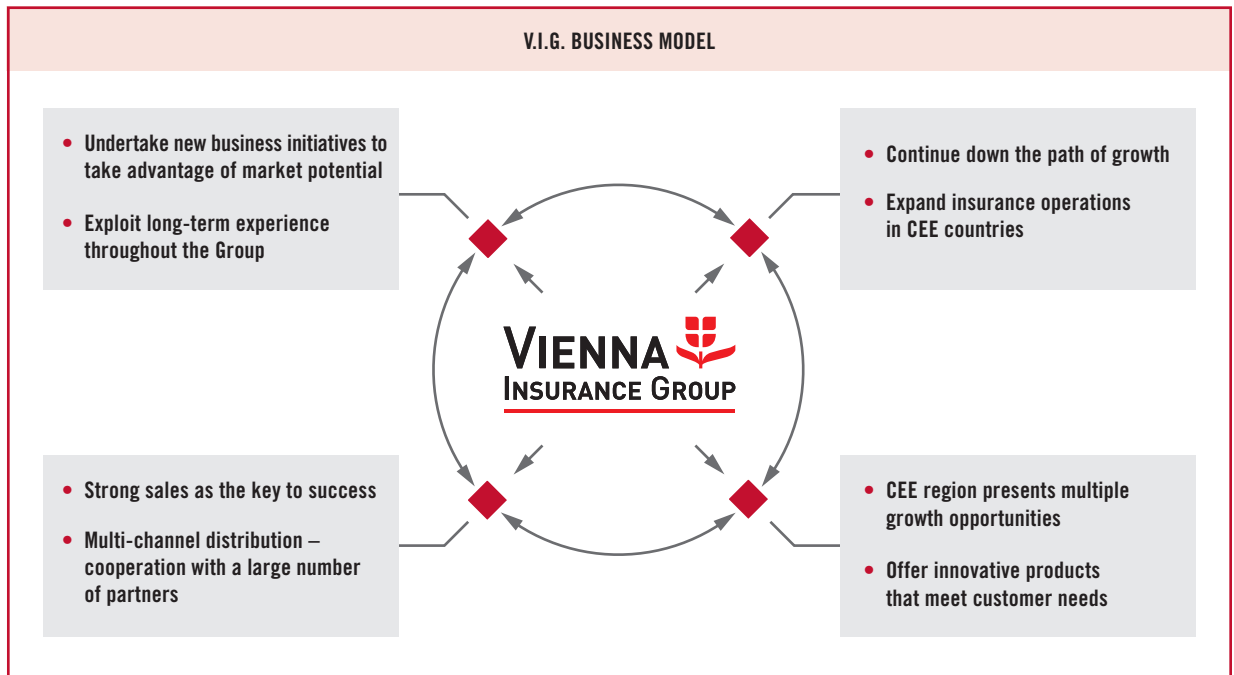 V.I.G. BUSINESS MODEL
• Undertake new business initiatives to
take advantage of market potential
• Exploit long-term experience
throughout the Group
• Continue down the path of growth
• Expand insurance operations
in CEE countries
VIENNA
INSURANCE GROUP
• Strong sales as the key to success
• Multi-channel distribution –
cooperation with a large number
of partners
• CEE region presents multiple
growth opportunities
• Offer innovative products
that meet customer needs